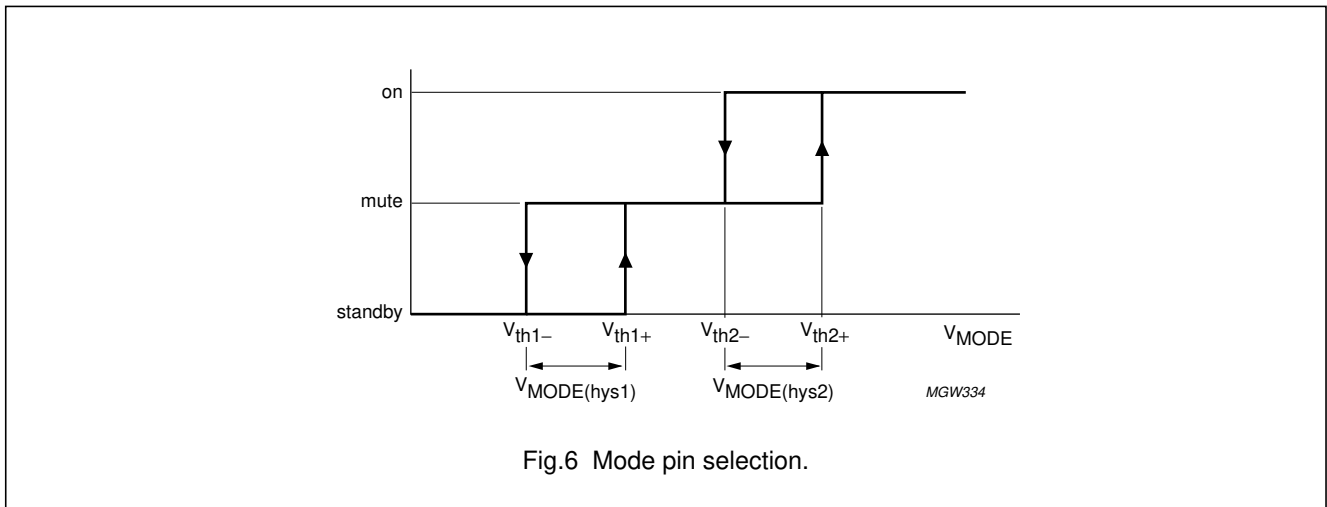 on
mute
standby
Vth1− Vth1+ Vth2− Vth2+ VMODE
VMODE(hys1) VMODE(hys2) MGW334
Fig.6 Mode pin selection.